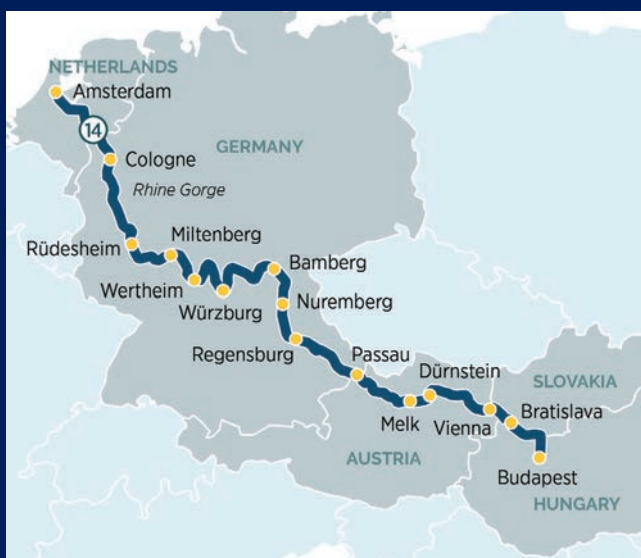 NETHERLANDS
Amsterdam
14
Cologne
GERMANY
Rhine Gorge
Miltenberg
Rüdesheim
Bamberg
Wertheim
Nuremberg
Würzburg
Regensburg
Passau
Dürnstein
SLOVAKIA
Bratislava
Melk
Vienna
AUSTRIA
Budapest
HUNGARY